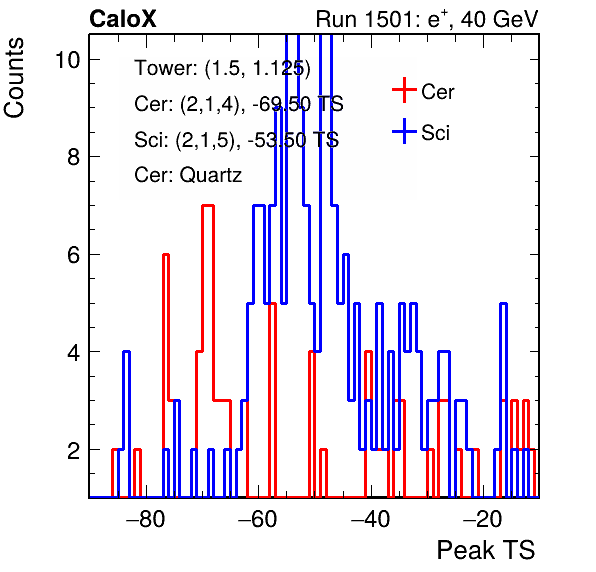 CaloX Run 1501: e+, 40 GeV
Counts
Tower: (1.5, 1.125)
Cer: (2,1,4), -69.50 TS
Sci: (2,1,5), -53.50 TS
Cer: Quartz
Cer
Sci
10
8
6
4
2
−80 −60 −40 −20
Peak TS